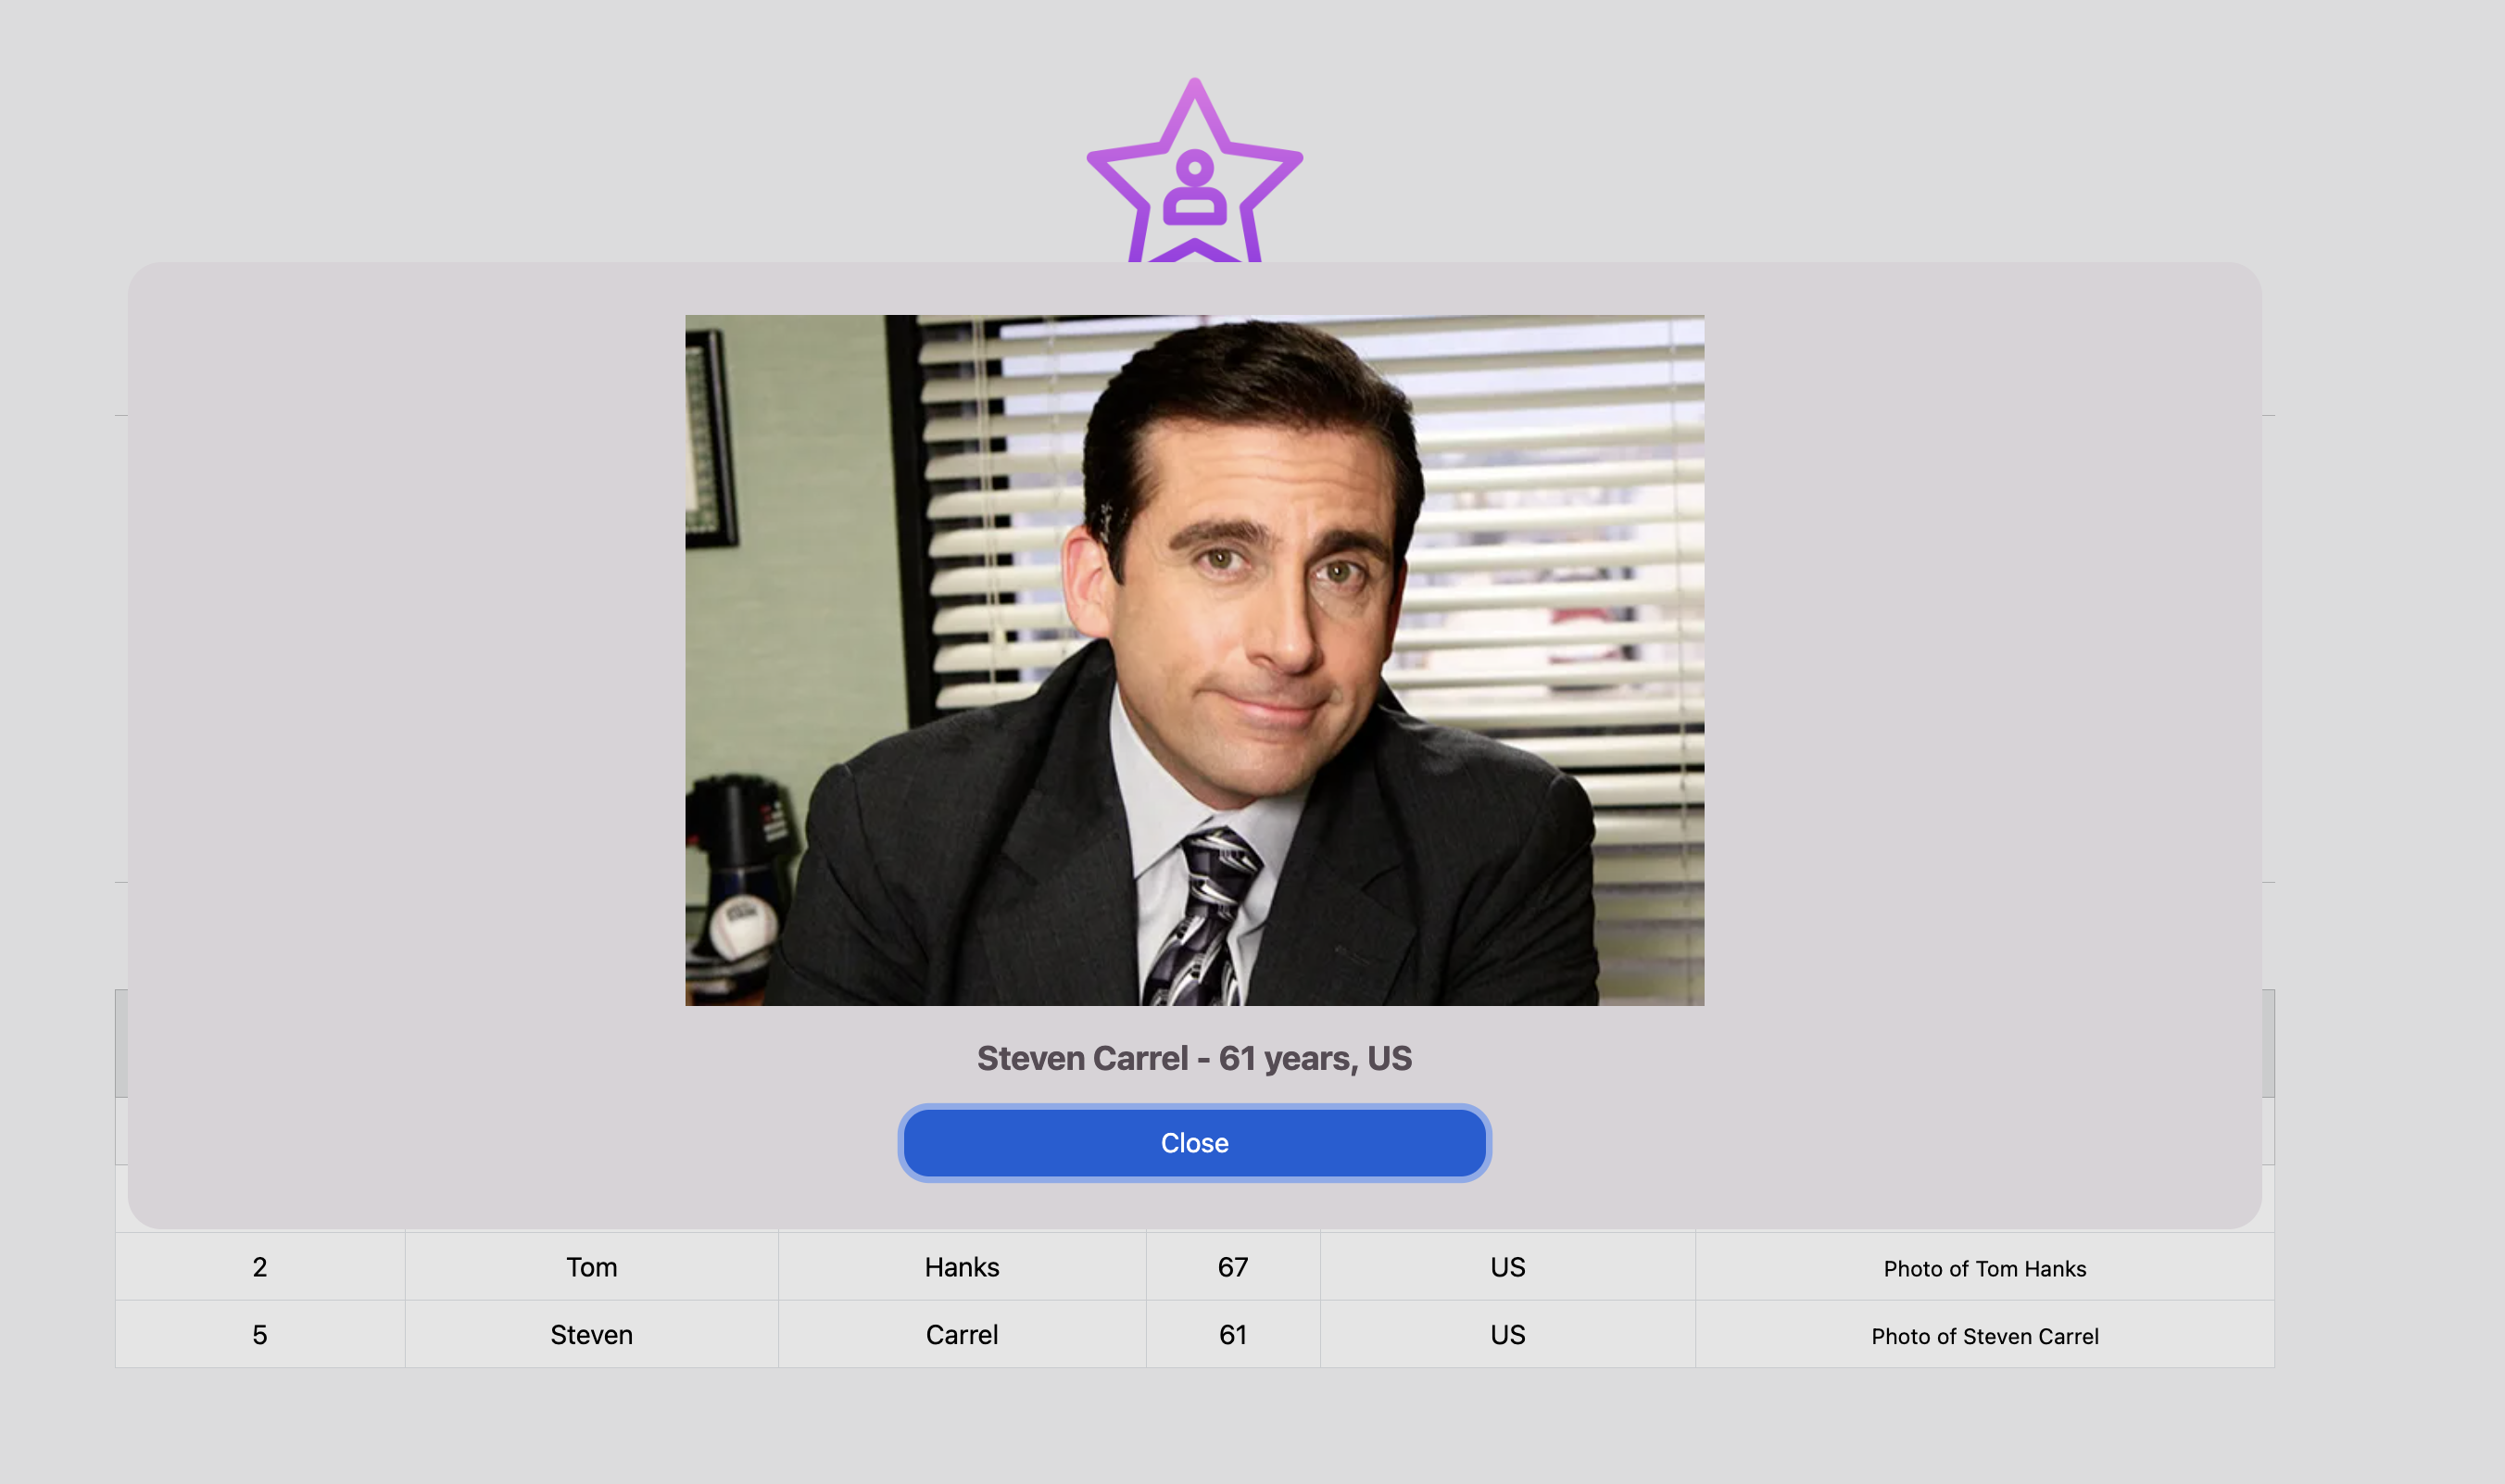 Steven Carrel - 61 years, US
Close
2 Tom Hanks 67 US Photo of Tom Hanks
5 Steven Carrel 61 US Photo of Steven Carrel